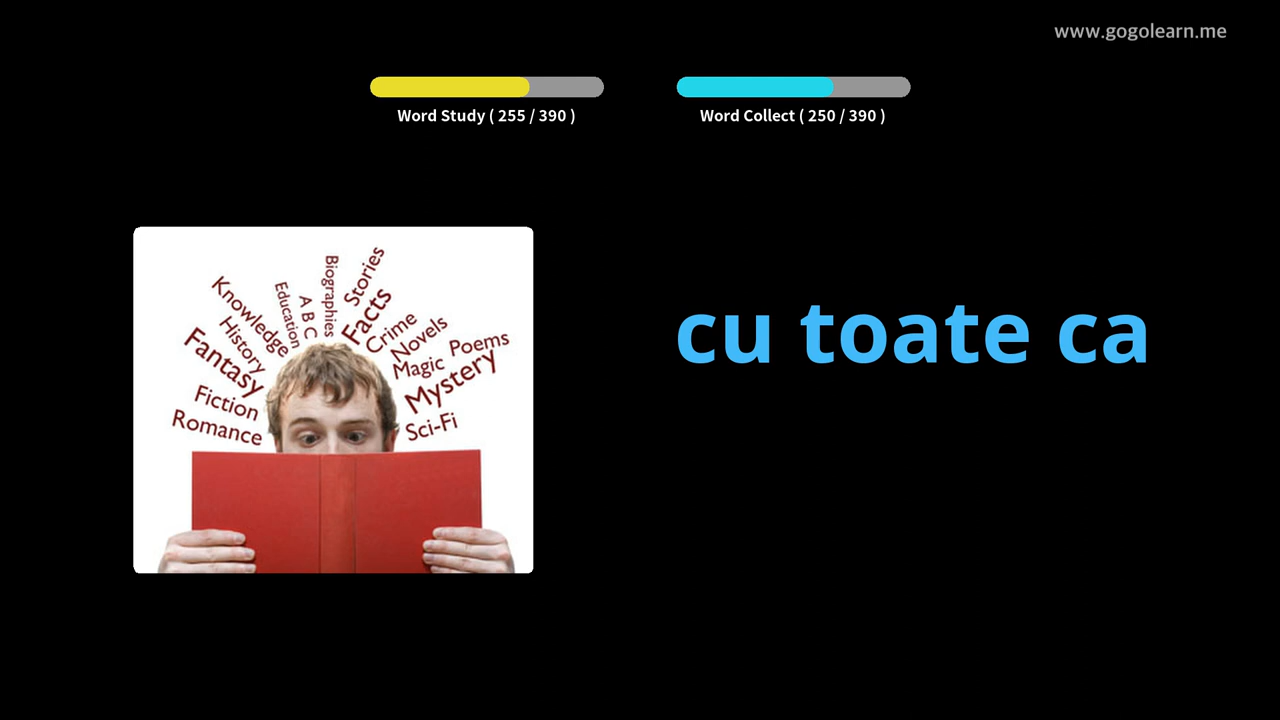 www.gogolearn.me
Word Study ( 255 / 390 )
Word Collect ( 250 / 390 )
Knowledge
Education
A B C
Biographies
Stories
History
Facts
Crime
Novels
Poems
Fantasy
Magic
Mystery
Fiction
Romance
Sci-Fi
cu toate ca